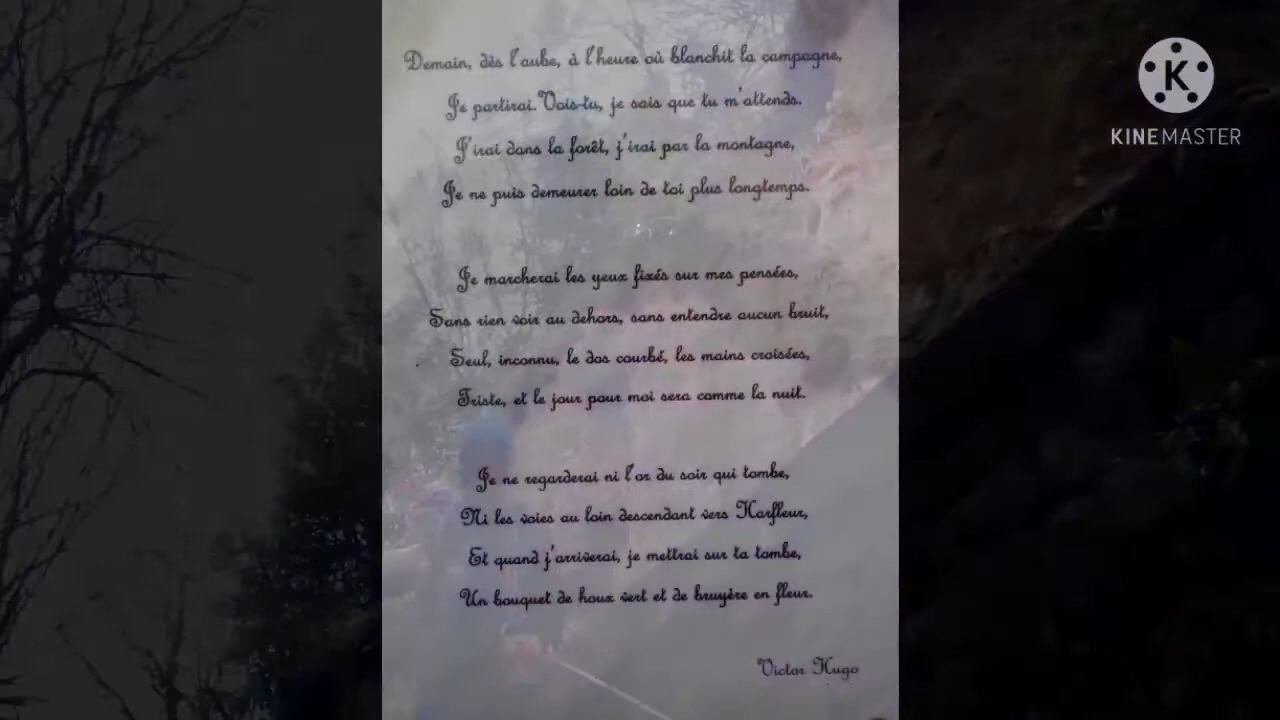 Demain, dès l'aube, à l'heure où blanchit la campagne,
Je partirai. Vois-tu, je sais que tu m'attends.
J'irai dans la forêt, j'irai par la montagne,
Je ne puis demeurer loin de toi plus longtemps.
Je marcherai les yeux fixés sur mes pensées,
Sans rien voir au dehors, sans entendre aucun bruit,
Seul, inconnu, le dos courbé, les mains croisées,
Triste, et le jour pour moi sera comme la nuit.
Je ne regarderai ni l'or du soir qui tombe,
Ni les voies au loin descendant vers Harfleur,
Et quand j'arriverai, je mettrai sur ta tombe,
Un bouquet de houx vert et de bruyère en fleur.
Victor Hugo
K
KINEMASTER